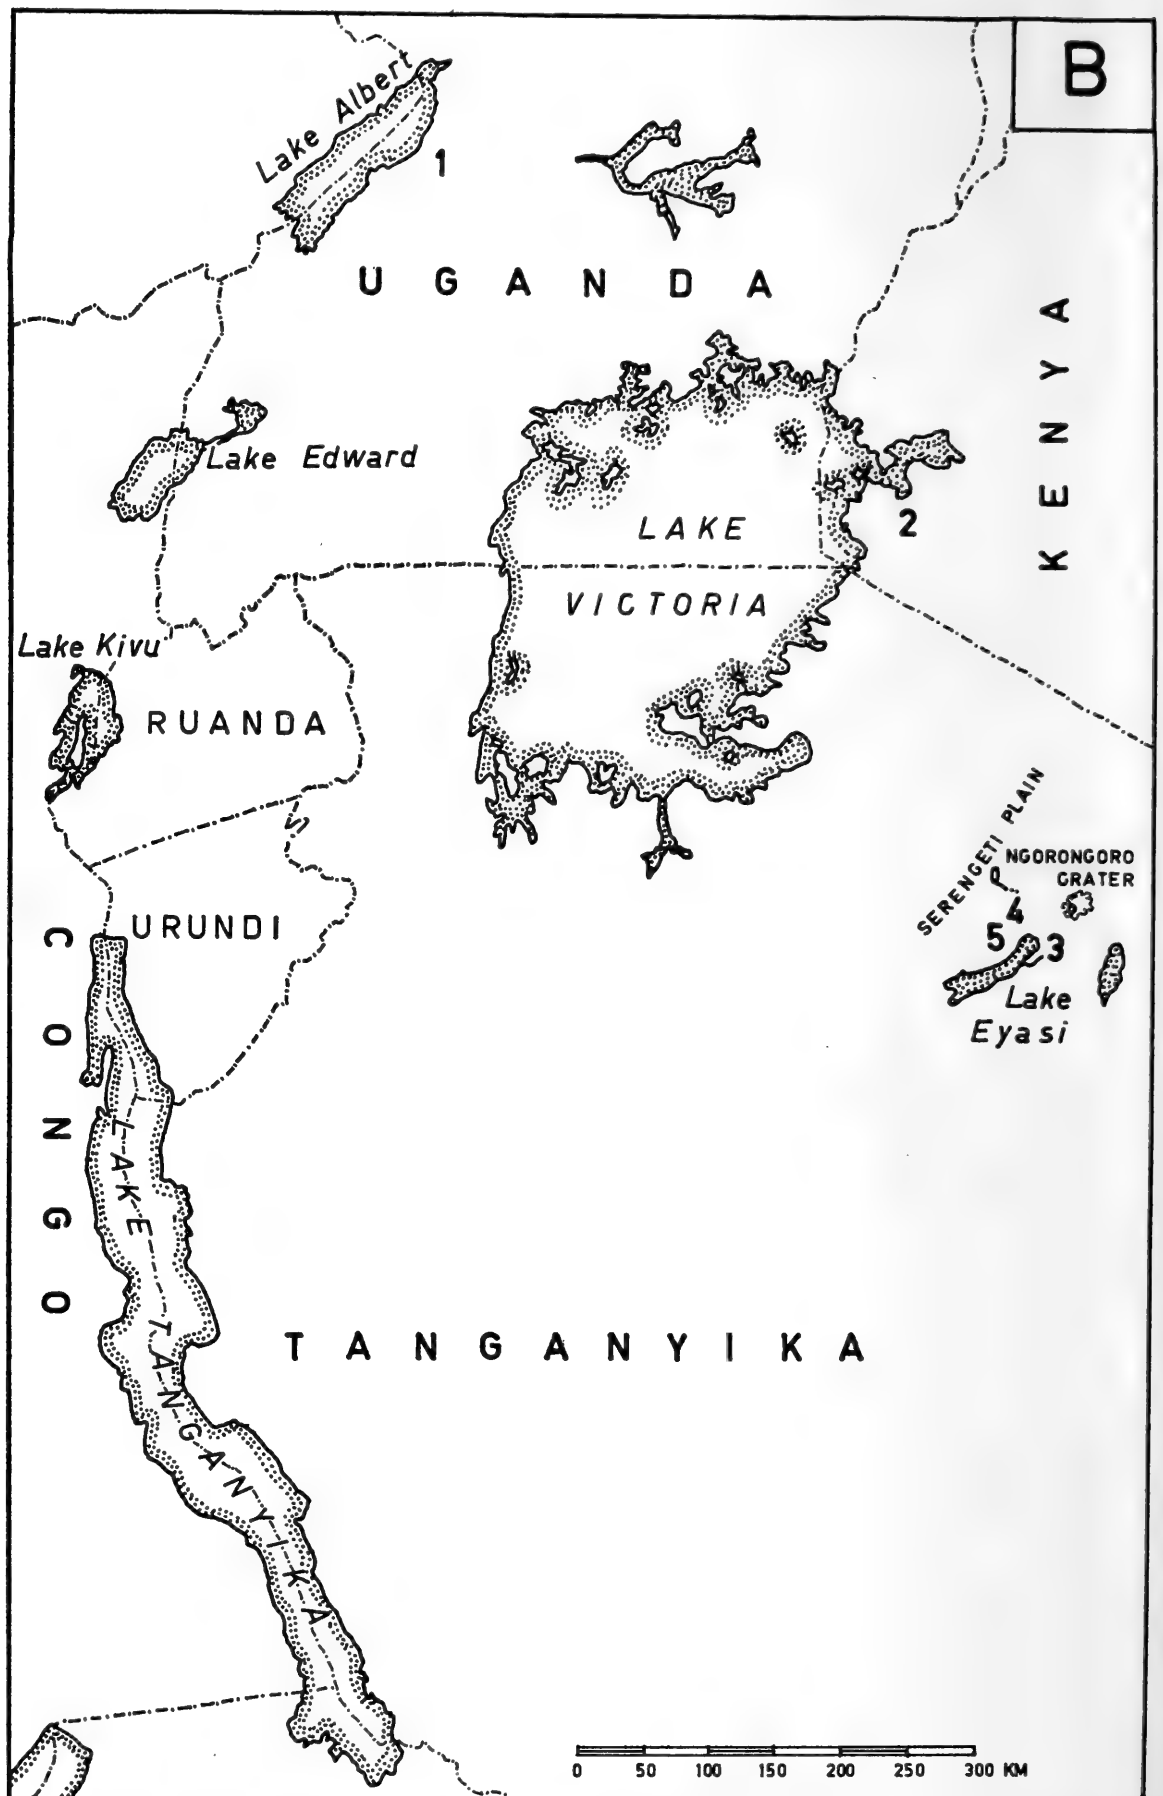 B
Lake Albert
1
UGANDA
KENYA
Lake Edward
2
LAKE
VICTORIA
Lake Kivu
RUANDA
SERENGETI PLAIN
NGORONGORO
CRATER
4
URUNDI
5
3
Lake
Eyasi
CONGO
LAKE TANGANYIKA
TANGANYIKA
0 50 100 150 200 250 300 KM